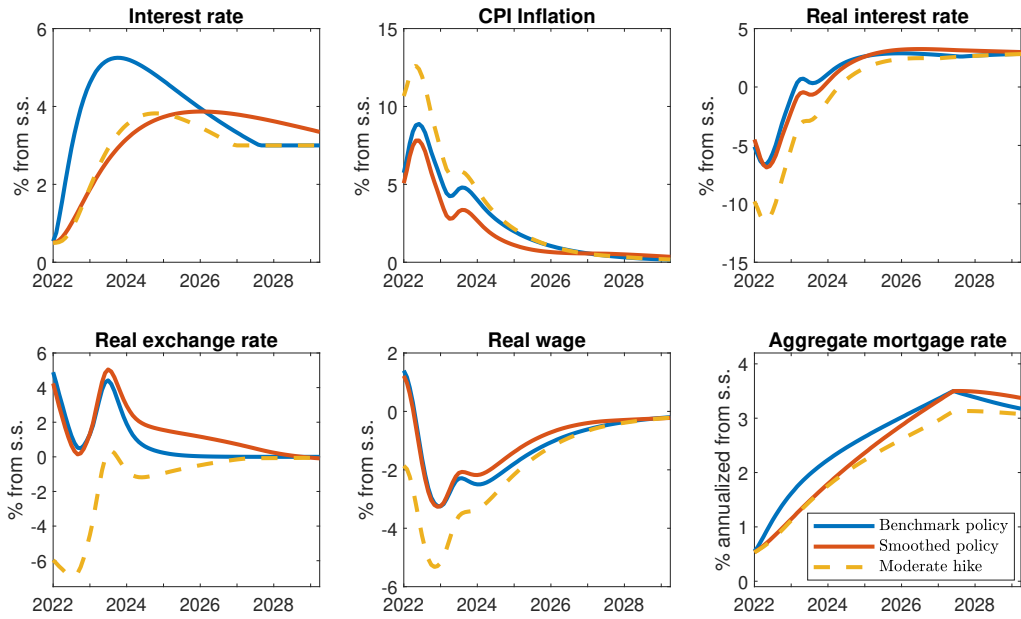 Interest rate
% from s.s.
6
4
2
0
2022 2024 2026 2028
CPI Inflation
% from s.s.
15
10
5
0
2022 2024 2026 2028
Real interest rate
% from s.s.
5
0
-5
-10
-15
2022 2024 2026 2028
Real exchange rate
% from s.s.
6
4
2
0
-2
-4
-6
2022 2024 2026 2028
Real wage
% from s.s.
2
0
-2
-4
-6
2022 2024 2026 2028
Aggregate mortgage rate
% annualized from s.s.
4
3
2
1
0
2022 2024 2026 2028
Benchmark policy
Smoothed policy
Moderate hike